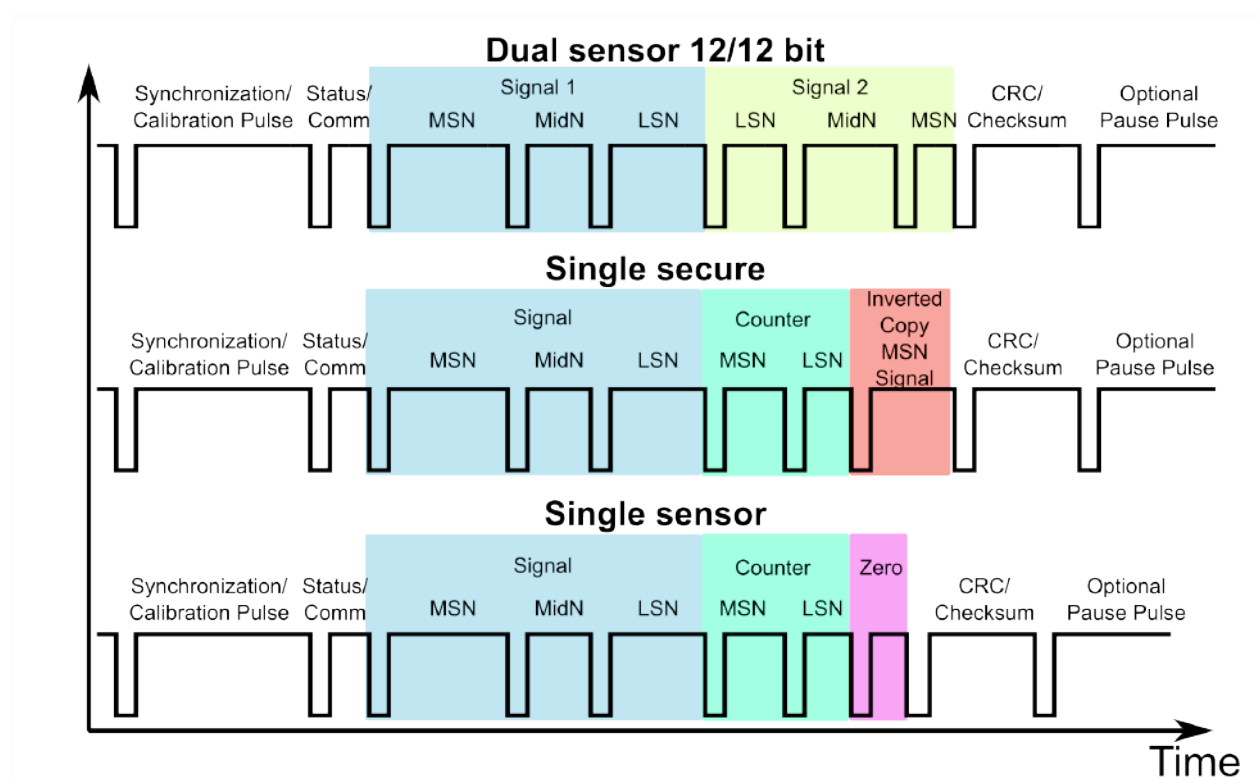 Dual sensor 12/12 bit
Synchronization/ Status/ Signal 1 Signal 2 CRC/ Optional
Calibration Pulse Comm MSN MidN LSN LSN MidN MSN Checksum Pause Pulse
Single secure
Inverted
Signal Counter Copy
Synchronization/ Status/ MSN CRC/ Optional
Calibration Pulse Comm MSN MidN LSN MSN LSN Signal Checksum Pause Pulse
Single sensor
Signal Counter Zero
Synchronization/ Status/ CRC/ Optional
Calibration Pulse Comm MSN MidN LSN MSN LSN Checksum Pause Pulse
Time